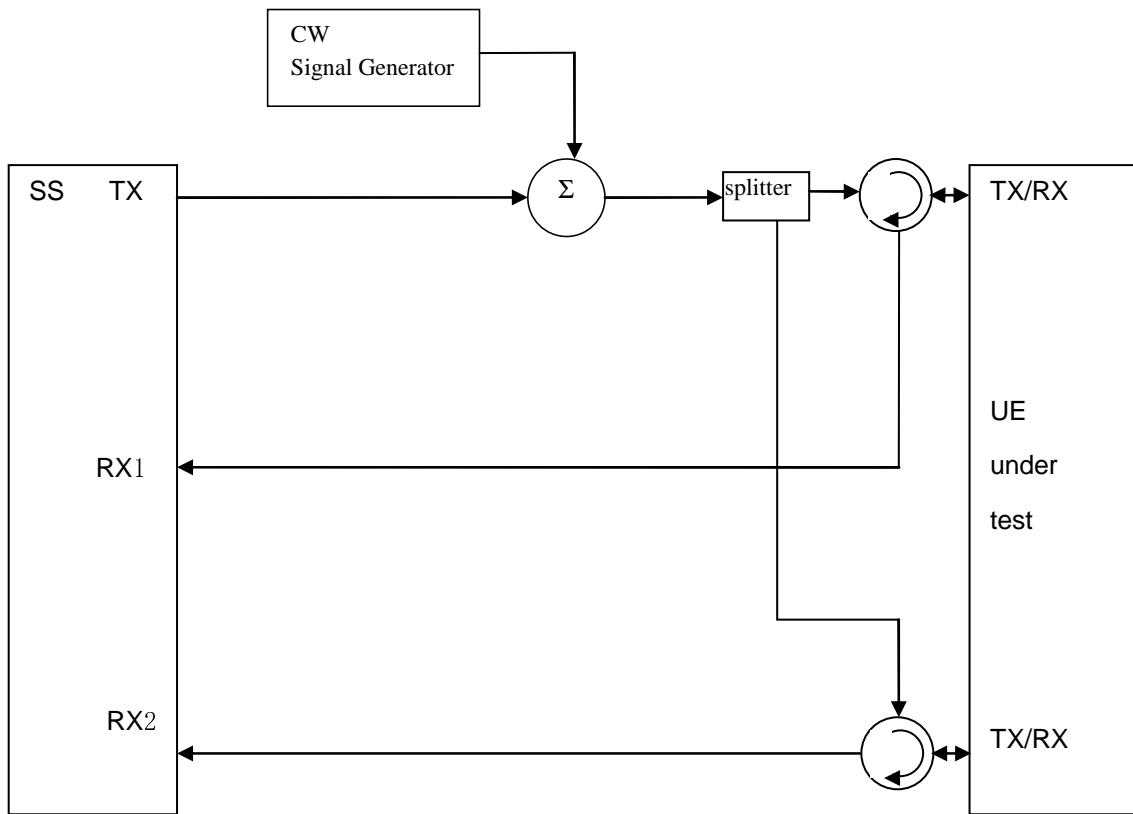 CW
Signal Generator
SS TX
Σ
splitter
TX/RX
RX1
UE
under
test
RX2
TX/RX